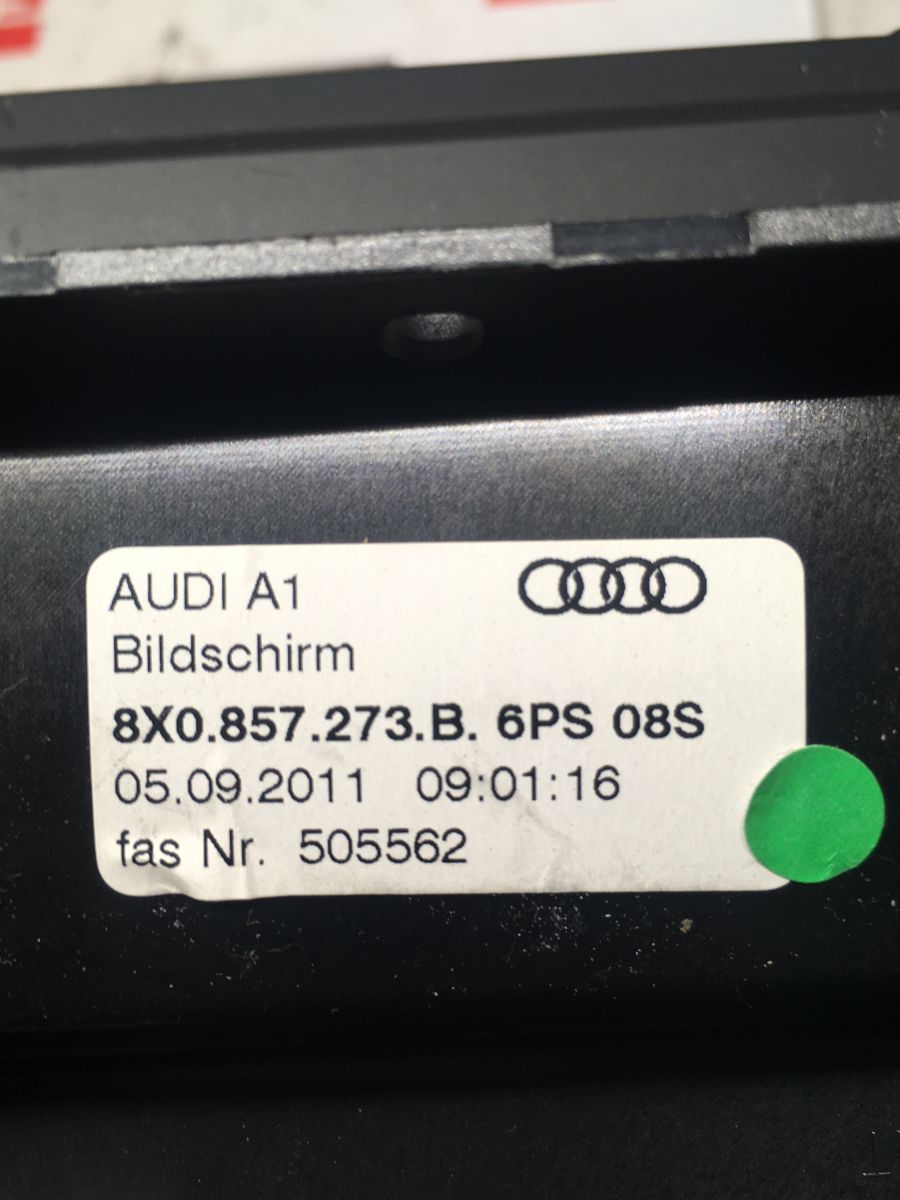 AUDI A1
Bildschirm
8X0.857.273.B. 6PS 08S
05.09.2011 09:01:16
fas Nr. 505562